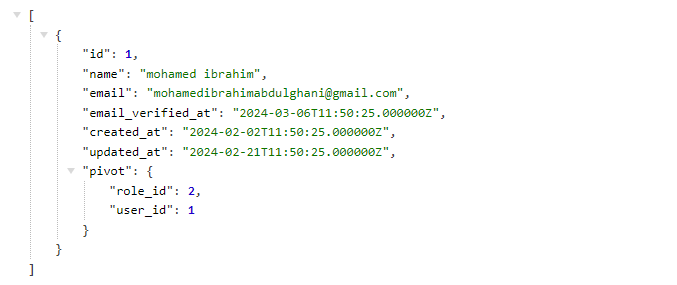 [
{
"id": 1,
"name": "mohamed ibrahim",
"email": "mohamedibrahimabdulghani@gmail.com",
"email_verified_at": "2024-03-06T11:50:25.000000Z",
"created_at": "2024-02-02T11:50:25.000000Z",
"updated_at": "2024-02-21T11:50:25.000000Z",
"pivot": {
"role_id": 2,
"user_id": 1
}
}
]